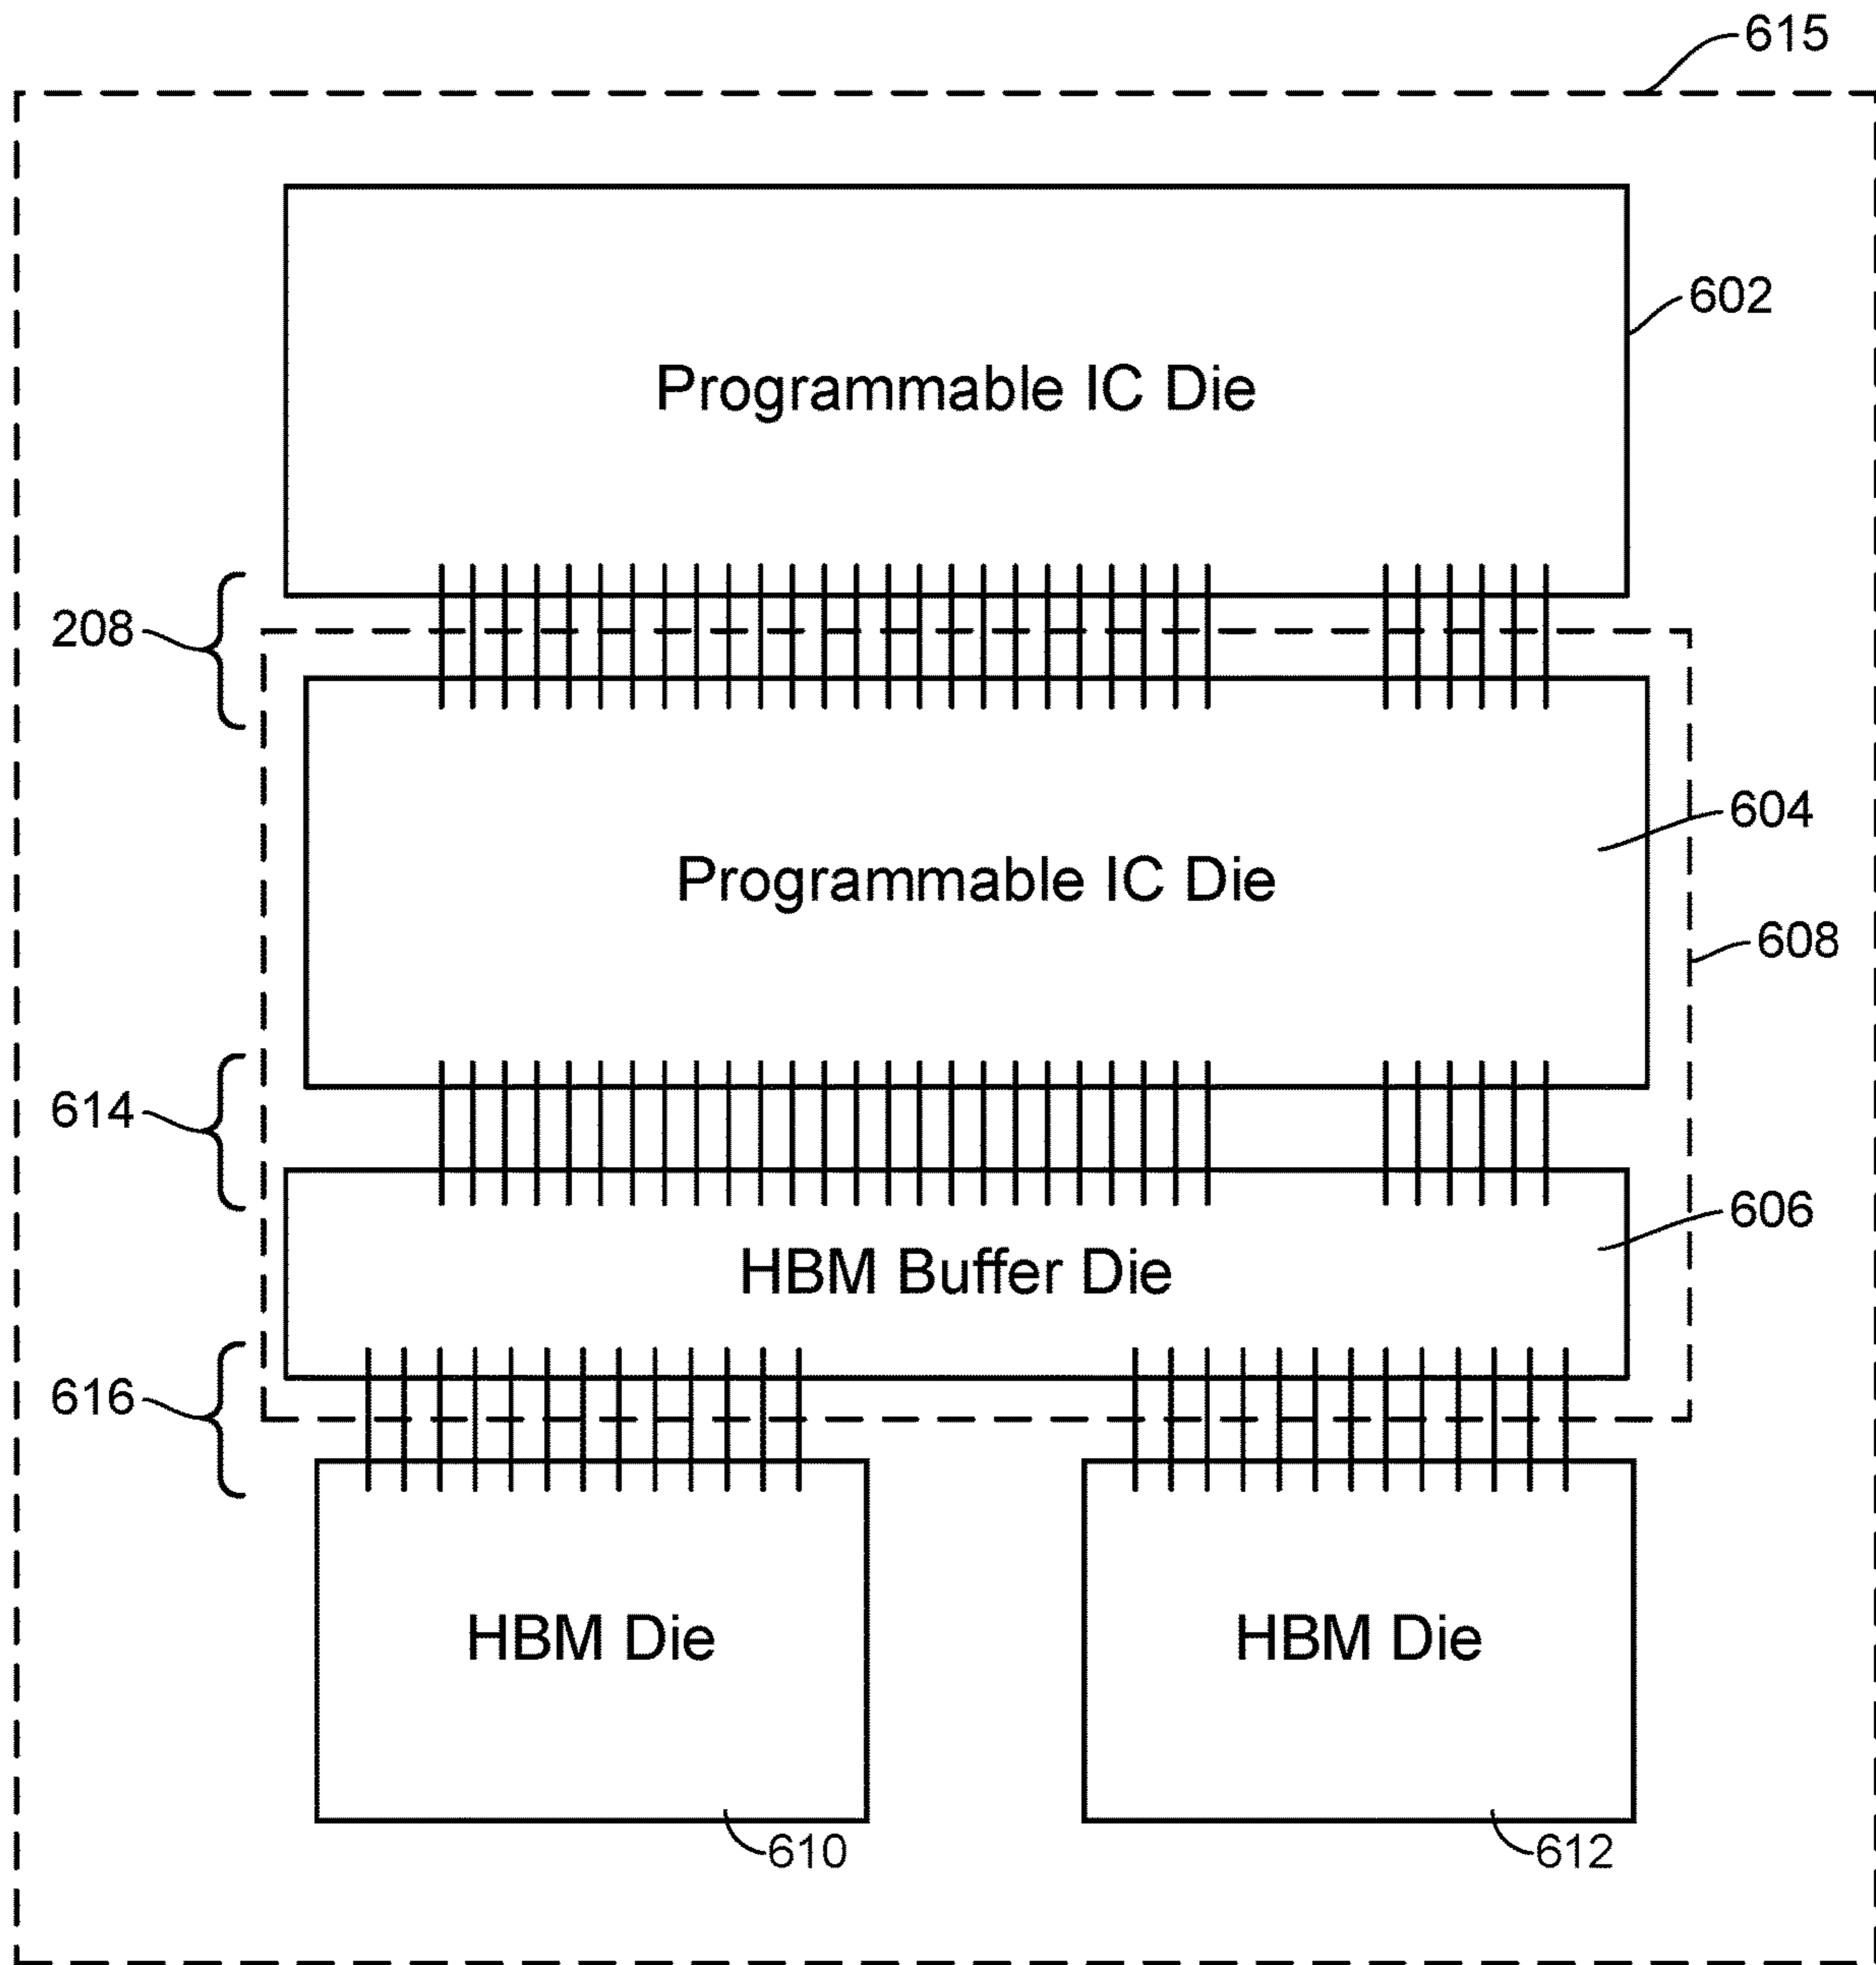 615
602
Programmable IC Die
208
604
Programmable IC Die
608
614
606
HBM Buffer Die
616
HBM Die
HBM Die
610
612